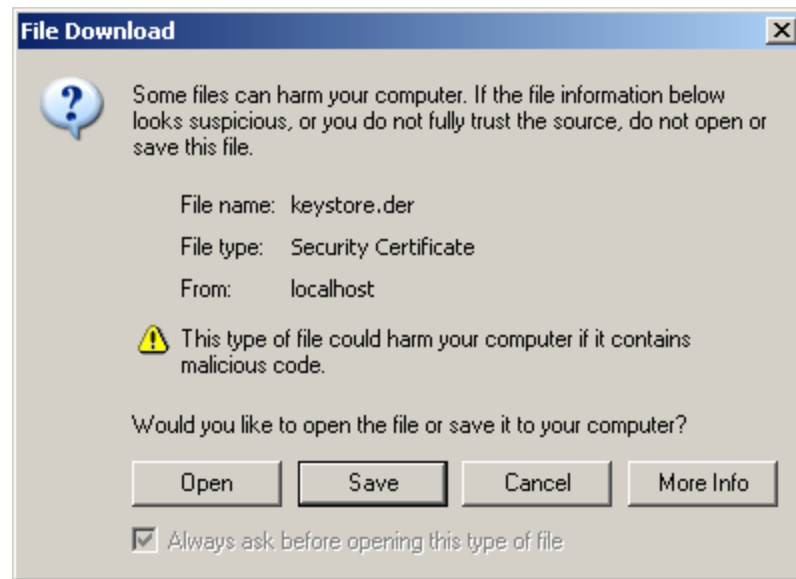 File Download
Some files can harm your computer. If the file information below
looks suspicious, or you do not fully trust the source, do not open or
save this file.
File name: keystore.der
File type: Security Certificate
From: localhost
This type of file could harm your computer if it contains
malicious code.
Would you like to open the file or save it to your computer?
Open Save Cancel More Info
Always ask before opening this type of file